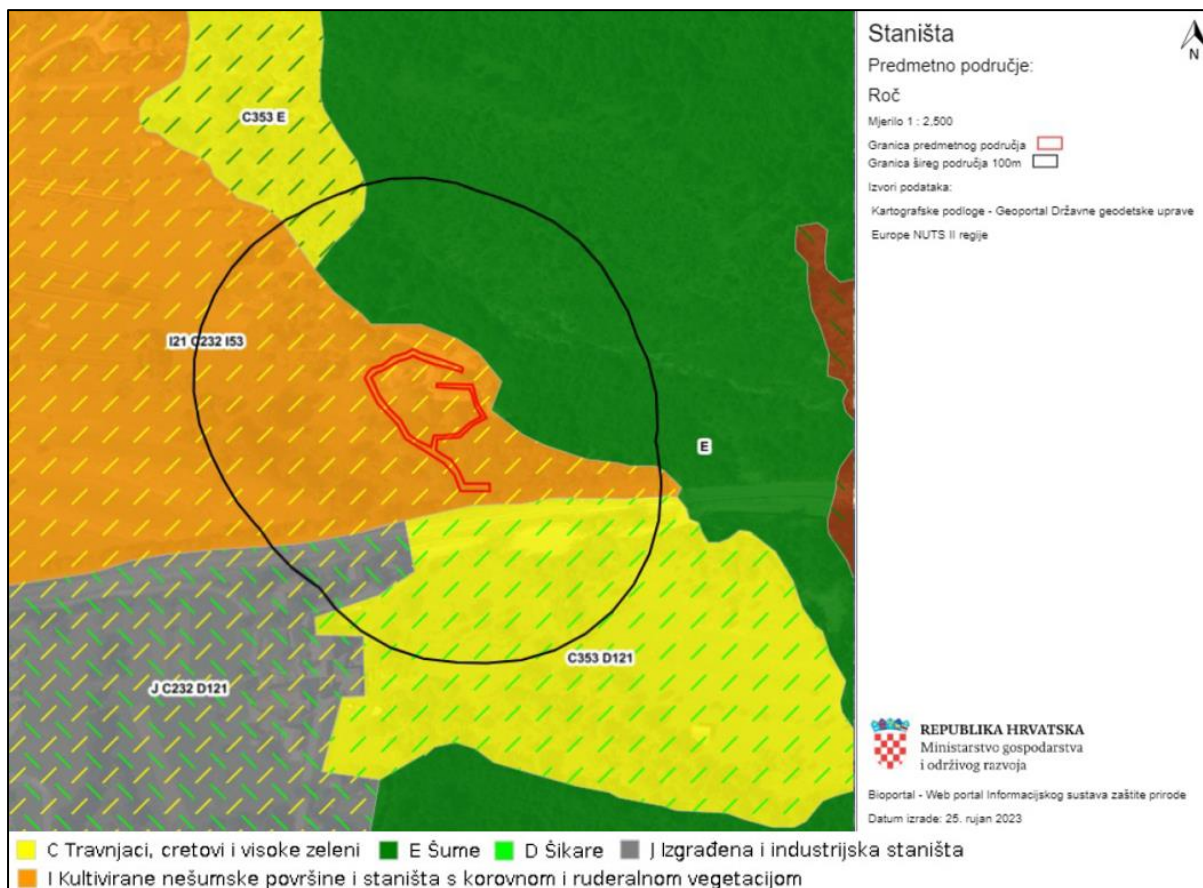 C353 E
I21 C232 I53
E
C353 D121
J C232 D121
Staništa
N
Predmetno područje:
Roč
Mjerilo 1 : 2,500
Granica predmetnog područja
Granica šireg područja 100m
Izvori podataka:
Kartografske podloge - Geoportal Državne geodetske uprave
Europe NUTS II regije
REPUBLIKA HRVATSKA
Ministarstvo gospodarstva
i održivog razvoja
Bioportal - Web portal Informacijskog sustava zaštite prirode
Datum izrade: 25. rujan 2023
C Travnjaci, cretovi i visoke zeleni E Šume D Šikare J Izgrađena i industrijska staništa
I Kultivirane nešumske površine i staništa s korovnom i ruderalnom vegetacijom